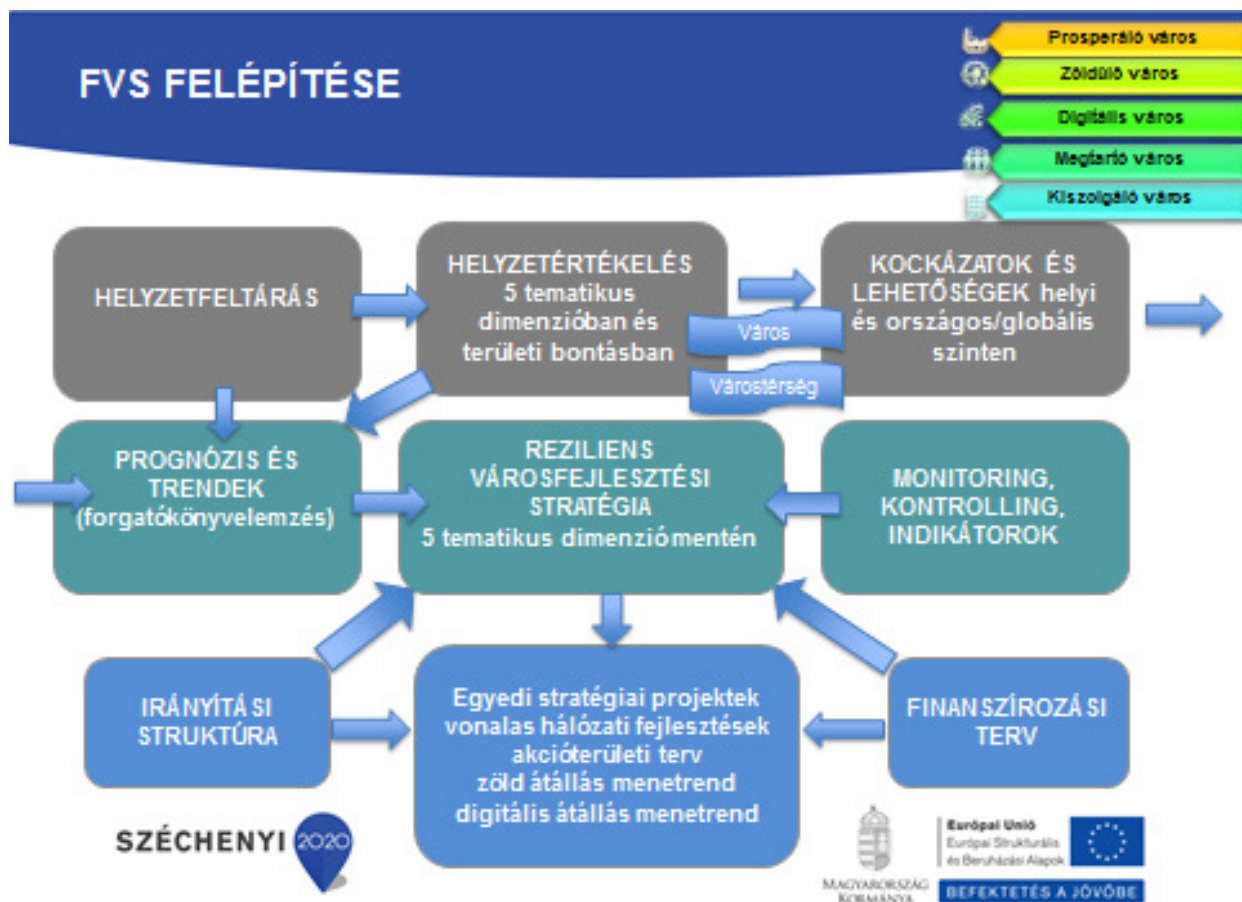 FVS FELÉPÍTÉSE
Prosperáló város
Zöldülő város
Digitális város
Megtartó város
Kiszolgáló város
HELYZETFELTÁRÁS
HELYZETÉRTÉKELÉS
5 tematikus
dimenzióban és
területi bontásban
Város
Várostérség
KOCKÁZATOK ÉS
LEHETŐSÉGEK helyi
és országos/globális
szinten
PROGNÓZIS ÉS
TRENDEK
(forgatókönyvelemzés)
REZILIENS
VÁROSFEJLESZTÉSI
STRATÉGIA
5 tematikus dimenzió mentén
MONITORING,
KONTROLLING,
INDIKÁTOROK
IRÁNYÍTÁSI
STRUKTÚRA
Egyedi stratégiai projektek
vonalas hálózati fejlesztések
akcióterületi terv
zöld átállás menetrend
digitális átállás menetrend
FINANSZÍROZÁSI
TERV
SZÉCHENYI 2020
MAGYARORSZÁG
KORMÁNYA
Európai Unió
Európai Strukturális
és Beruházási Alapok
BEFEKTETÉS A JÖVŐBE